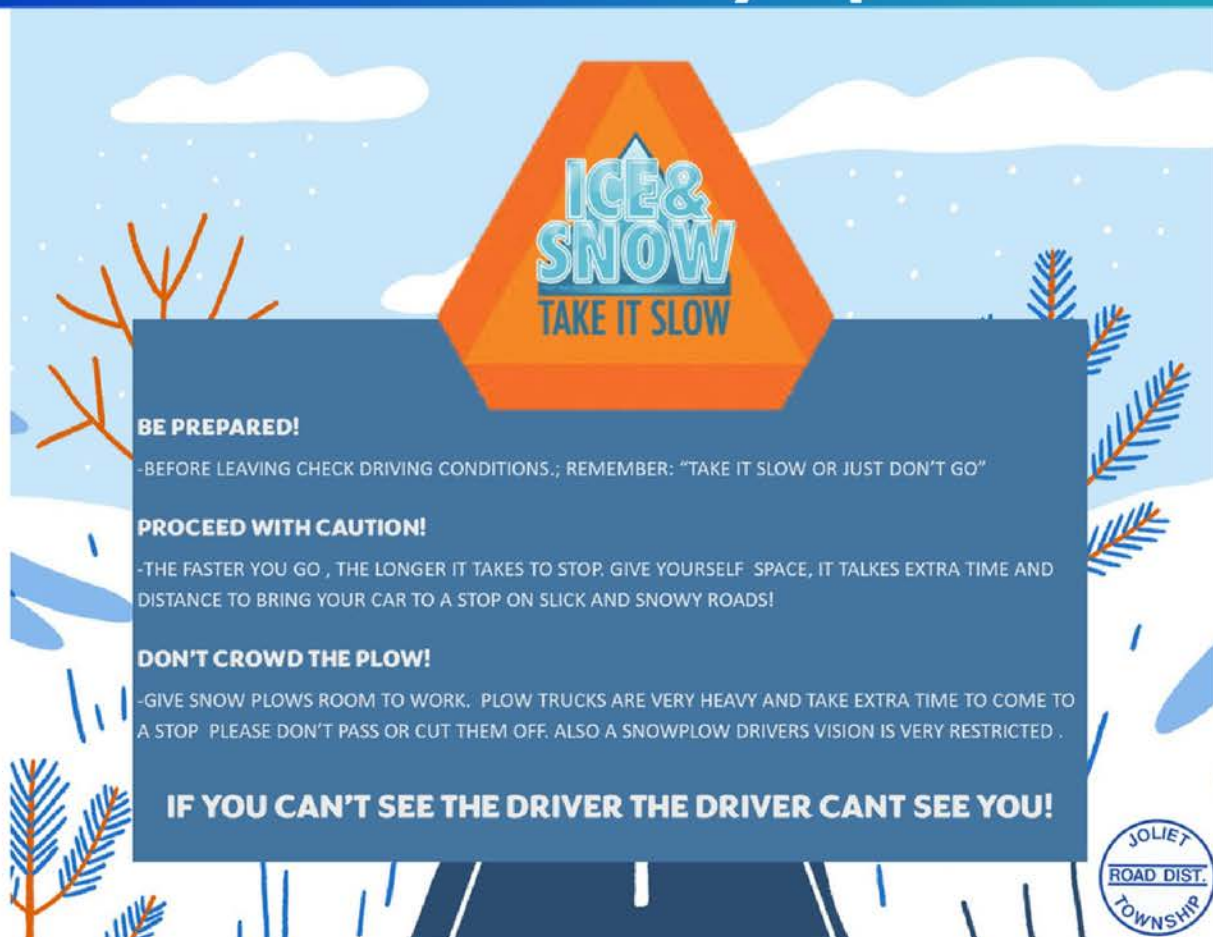 ICE&
SNOW
TAKE IT SLOW
BE PREPARED!
-BEFORE LEAVING CHECK DRIVING CONDITIONS.; REMEMBER: “TAKE IT SLOW OR JUST DON’T GO”
PROCEED WITH CAUTION!
-THE FASTER YOU GO , THE LONGER IT TAKES TO STOP. GIVE YOURSELF  SPACE, IT TALKES EXTRA TIME AND
DISTANCE TO BRING YOUR CAR TO A STOP ON SLICK AND SNOWY ROADS!
DON’T CROWD THE PLOW!
-GIVE SNOW PLOWS ROOM TO WORK.  PLOW TRUCKS ARE VERY HEAVY AND TAKE EXTRA TIME TO COME TO
A STOP  PLEASE DON’T PASS OR CUT THEM OFF. ALSO A SNOWPLOW DRIVERS VISION IS VERY RESTRICTED .
IF YOU CAN’T SEE THE DRIVER THE DRIVER CANT SEE YOU!
JOLIET
ROAD DIST.
TOWNSHIP